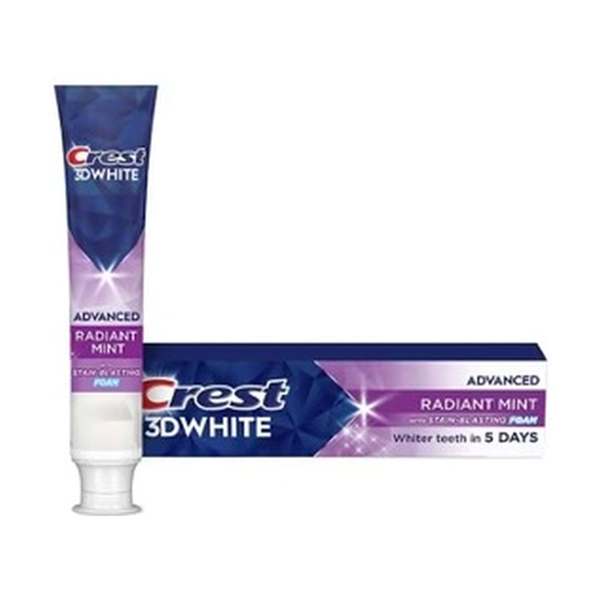 Crest
3DWHITE
ADVANCED
RADIANT
MINT
STAIN-BLASTING
FOAM
Crest
3DWHITE
ADVANCED
RADIANT MINT
WITH STAIN-BLASTING FOAM
Whiter teeth in 5 DAYS